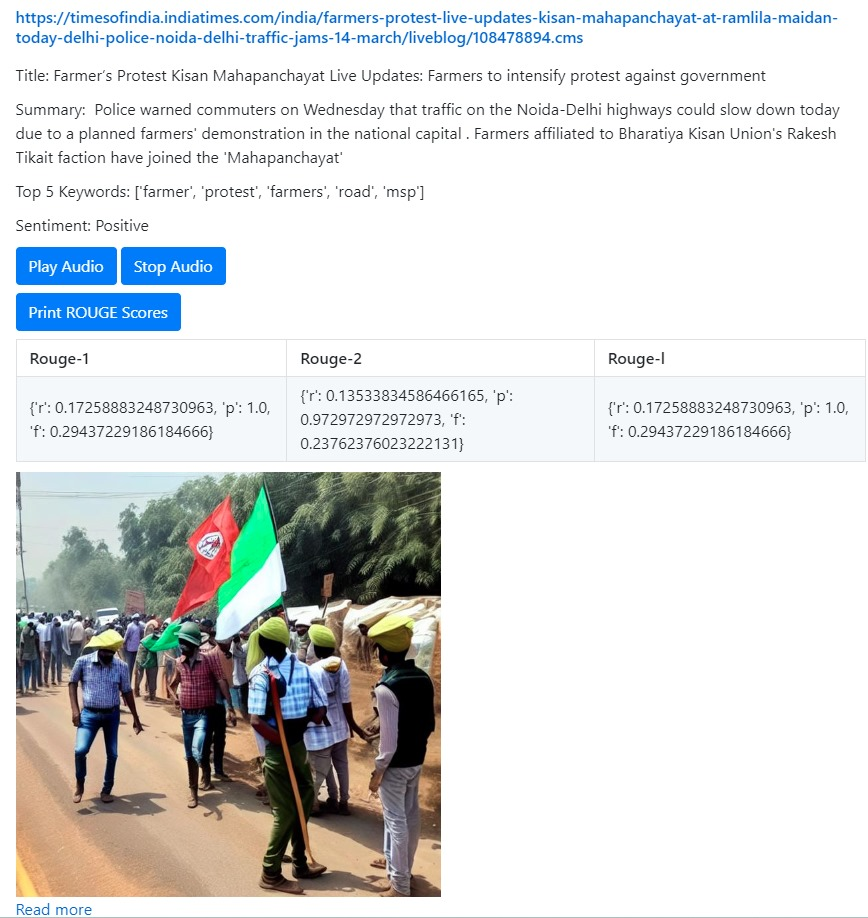 https://timesofindia.indiatimes.com/india/farmers-protest-live-updates-kisan-mahapanchayat-at-ramlila-maidan-
today-delhi-police-noida-delhi-traffic-jams-14-march/liveblog/108478894.cms
Title: Farmer’s Protest Kisan Mahapanchayat Live Updates: Farmers to intensify protest against government
Summary:  Police warned commuters on Wednesday that traffic on the Noida-Delhi highways could slow down today
due to a planned farmers' demonstration in the national capital . Farmers affiliated to Bharatiya Kisan Union's Rakesh
Tikait faction have joined the 'Mahapanchayat'
Top 5 Keywords: ['farmer', 'protest', 'farmers', 'road', 'msp']
Sentiment: Positive
Play Audio Stop Audio
Print ROUGE Scores
Rouge-1 Rouge-2 Rouge-l
{'r': 0.17258883248730963, 'p': 1.0,
'f': 0.29437229186184666}
{'r': 0.13533834586466165, 'p':
0.972972972972973, 'f':
0.23762376023222131}
{'r': 0.17258883248730963, 'p': 1.0,
'f': 0.29437229186184666}
Read more